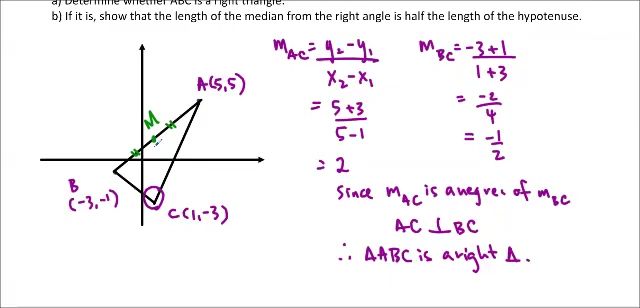 a) Determine whether ABC is a right triangle.
b) If it is, show that the length of the median from the right angle is half the length of the hypotenuse.
A(5,5)
M
B
(-3,-1)
C(1,-3)
M_AC = y₂-y₁
x₂-x₁
= 5+3
5-1
= 2
M_BC = -3+1
1+3
= -2
4
= -1
2
Since M_AC is a negrec of M_BC
AC ⊥ BC
∴ ΔABC is a right Δ.